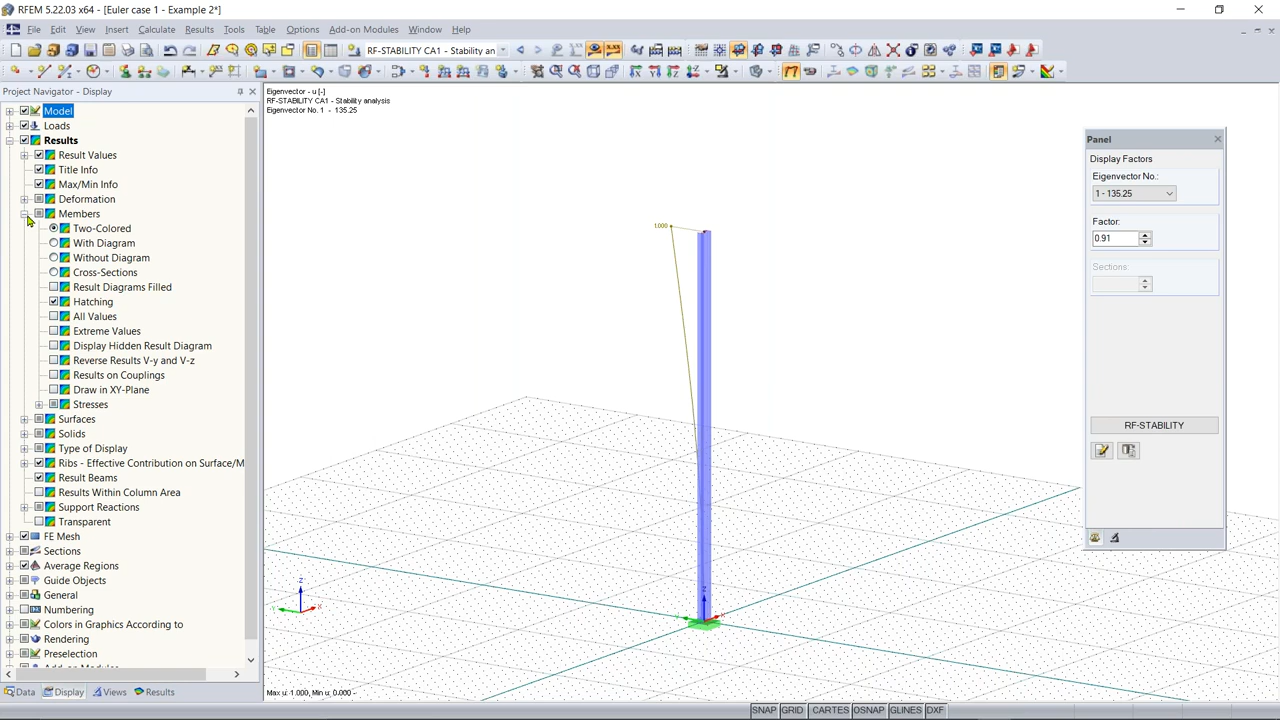 RFEM 5.22.03 x64 - [Euler case 1 - Example 2*]
File Edit View Insert Calculate Results Tools Table Options Add-on Modules Window Help
RF-STABILITY CA1 - Stability an
Project Navigator - Display
Model
Loads
Results
Result Values
Title Info
Max/Min Info
Deformation
Members
Two-Colored
With Diagram
Without Diagram
Cross-Sections
Result Diagrams Filled
Hatching
All Values
Extreme Values
Display Hidden Result Diagram
Reverse Results V-y and V-z
Results on Couplings
Draw in XY-Plane
Stresses
Surfaces
Solids
Type of Display
Ribs - Effective Contribution on Surface/M
Result Beams
Results Within Column Area
Support Reactions
Transparent
FE Mesh
Sections
Average Regions
Guide Objects
General
Numbering
Colors in Graphics According to
Rendering
Preselection
Data Display Views Results
Eigenvector - u [-]
RF-STABILITY CA1 - Stability analysis
Eigenvector No. 1 - 135.25
1.000
Z
X
Max u: 1.000, Min u: 0.000 -
Panel
Display Factors
Eigenvector No.:
1 - 135.25
Factor:
0.91
Sections:
RF-STABILITY
SNAP GRID CARTES OSNAP GLINES DXF